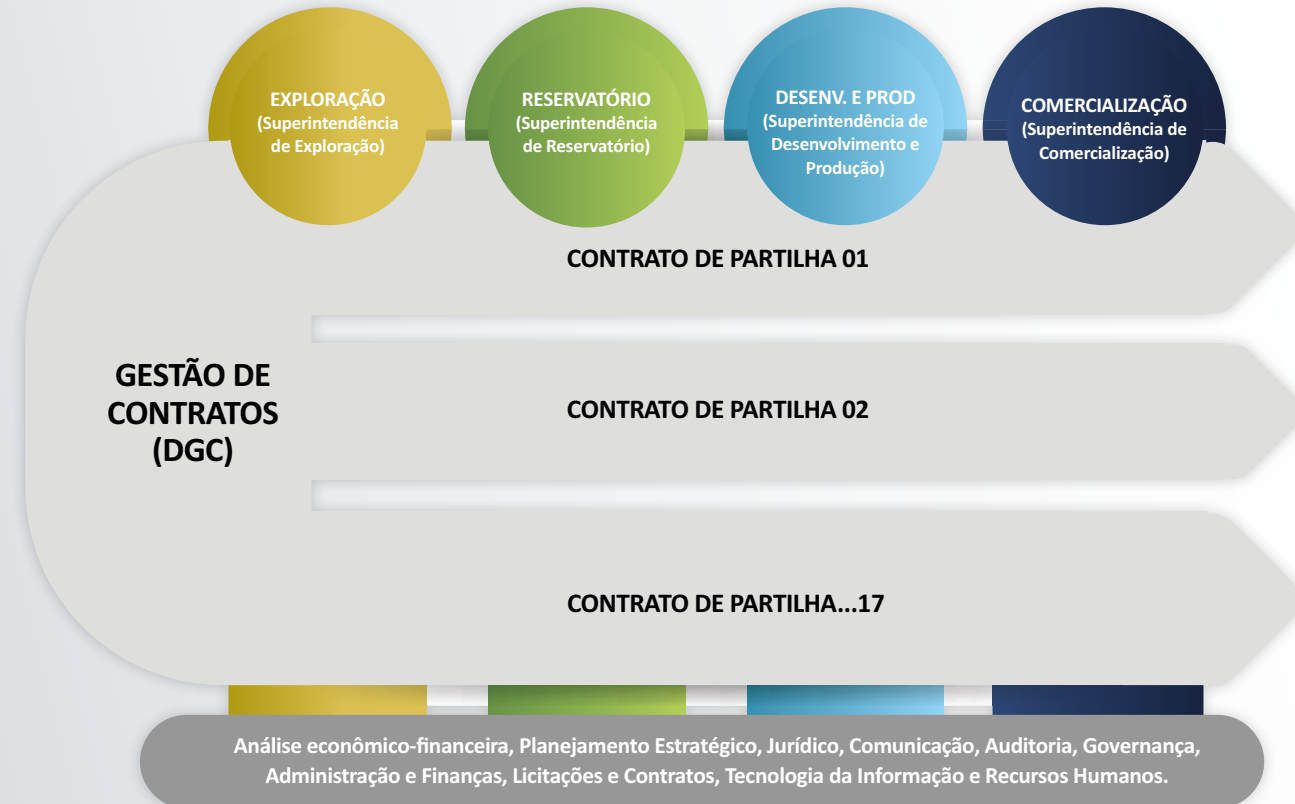 EXPLORAÇÃO
(Superintendência
de Exploração)
RESERVATÓRIO
(Superintendência
de Reservatório)
DESENV. E PROD
(Superintendência de
Desenvolvimento e
Produção)
COMERCIALIZAÇÃO
(Superintendência de
Comercialização)
CONTRATO DE PARTILHA 01
GESTÃO DE
CONTRATOS
(DGC)
CONTRATO DE PARTILHA 02
CONTRATO DE PARTILHA...17
Análise econômico-financeira, Planejamento Estratégico, Jurídico, Comunicação, Auditoria, Governança,
Administração e Finanças, Licitações e Contratos, Tecnologia da Informação e Recursos Humanos.